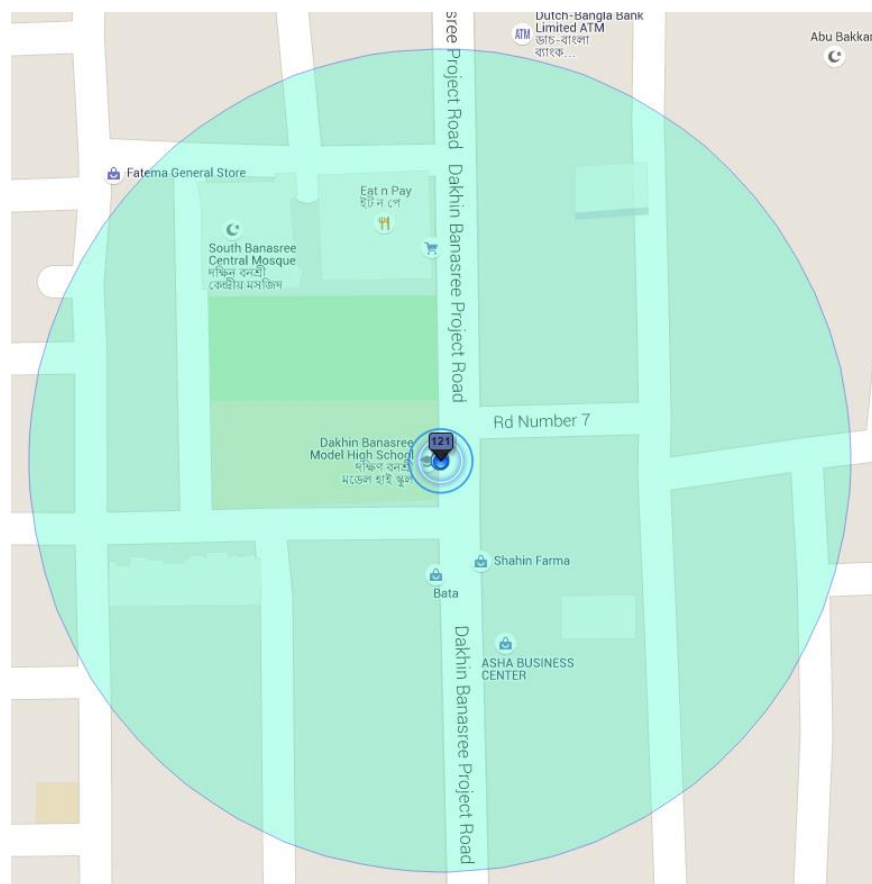 sree Project Road
Dutch-Bangla Bank
Limited ATM
ডাচ-বাংলা
ব্যাংক...
ATM
Abu Bakkar
Fatema General Store
Dakhin Banasree Project Road
Eat n Pay
ইট ন পে
South Banasree
Central Mosque
দক্ষিন বনশ্রী
কেন্দ্রীয় মসজিদ
Rd Number 7
121
Dakhin Banasree
Model High School
দক্ষিণ বনশ্রী
মডেল হাই স্কুল
Shahin Farma
Bata
ASHA BUSINESS
CENTER
Dakhin Banasree Project Road